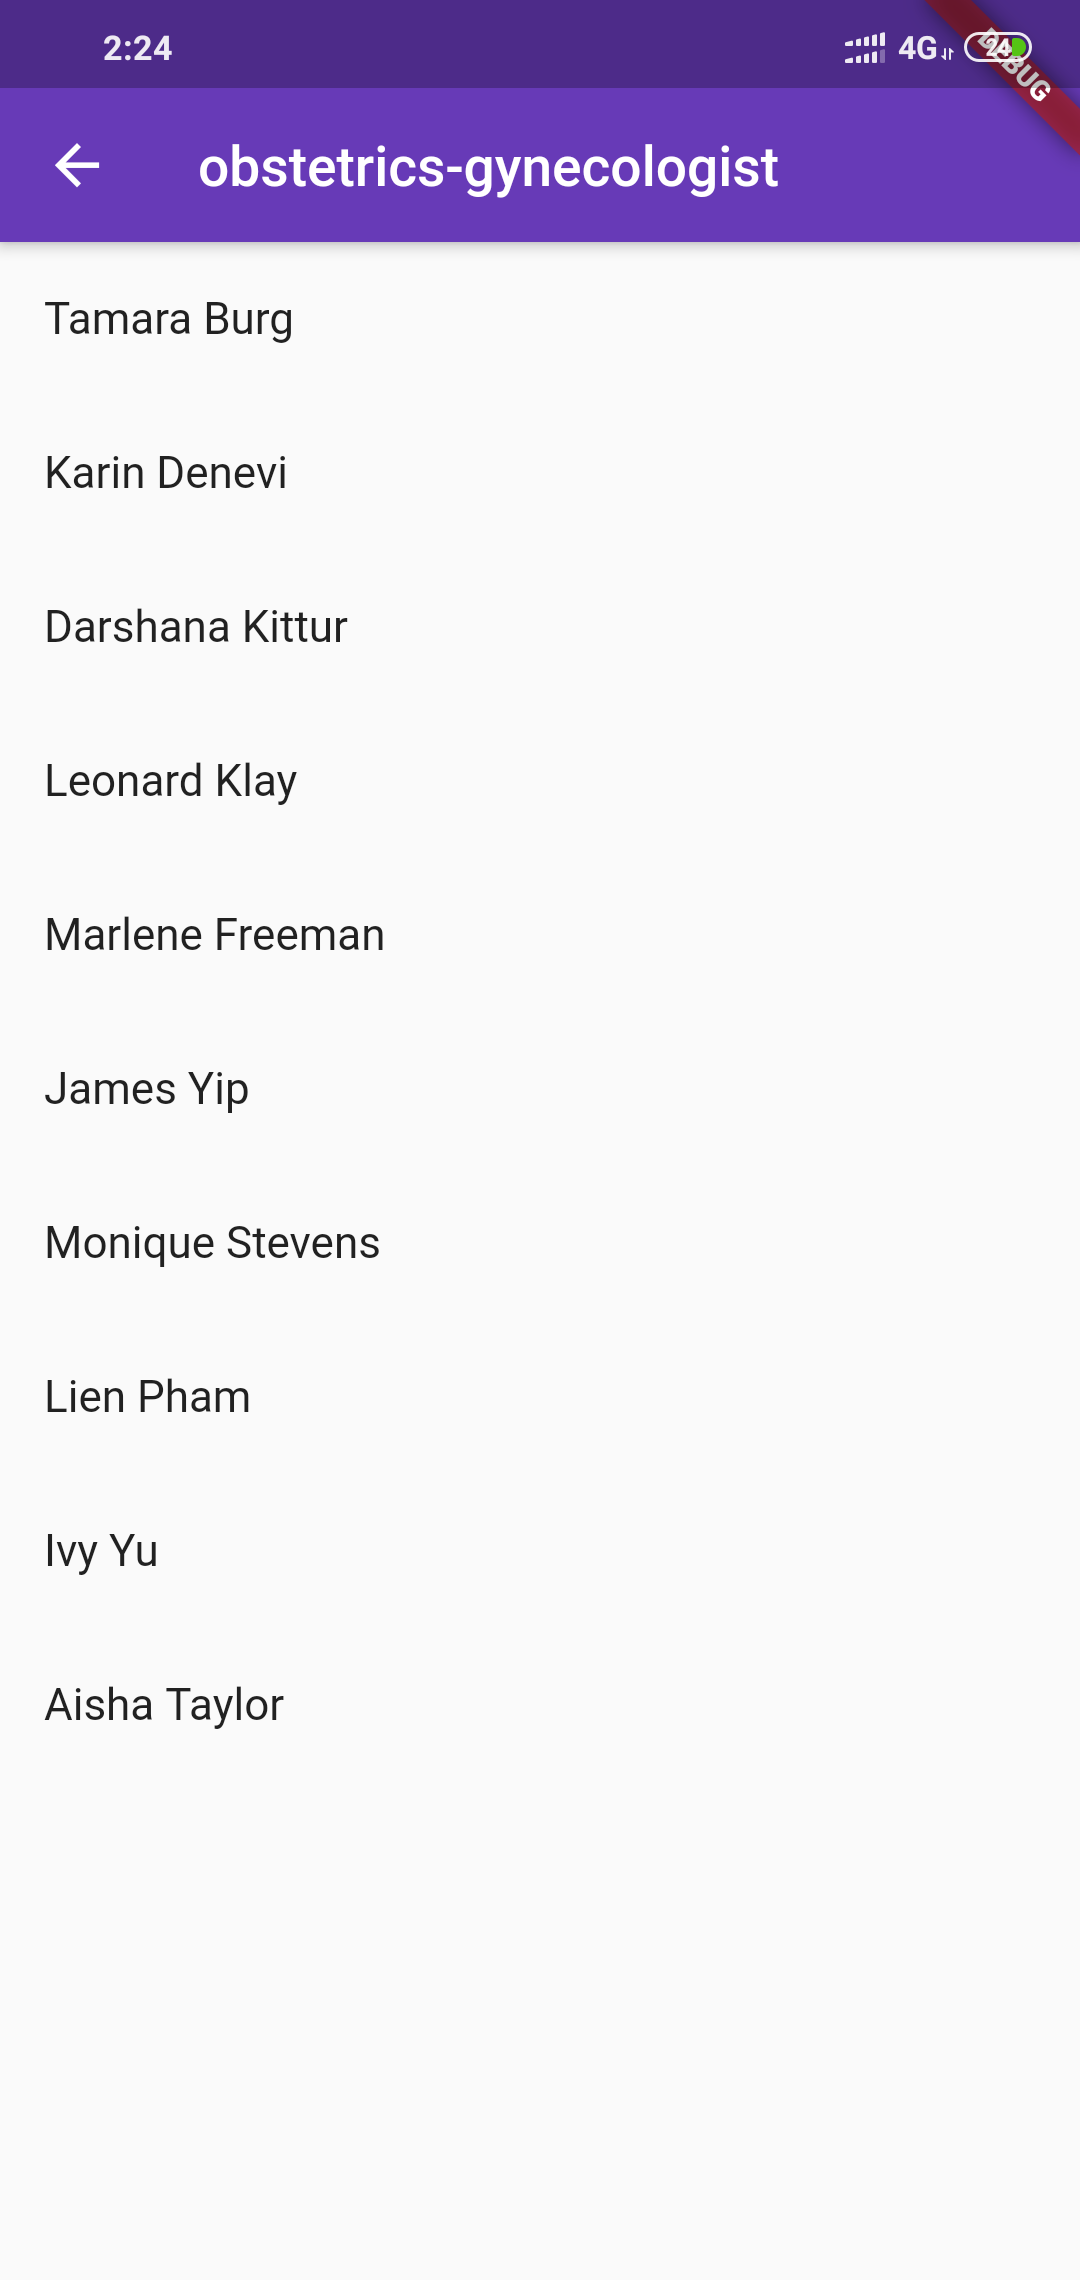 2:24
4G
24
DEBUG
obstetrics-gynecologist
Tamara Burg
Karin Denevi
Darshana Kittur
Leonard Klay
Marlene Freeman
James Yip
Monique Stevens
Lien Pham
Ivy Yu
Aisha Taylor